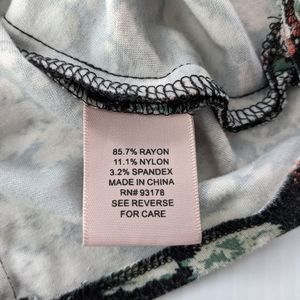 85.7% RAYON
11.1% NYLON
3.2% SPANDEX
MADE IN CHINA
RN# 93178
SEE REVERSE
FOR CARE